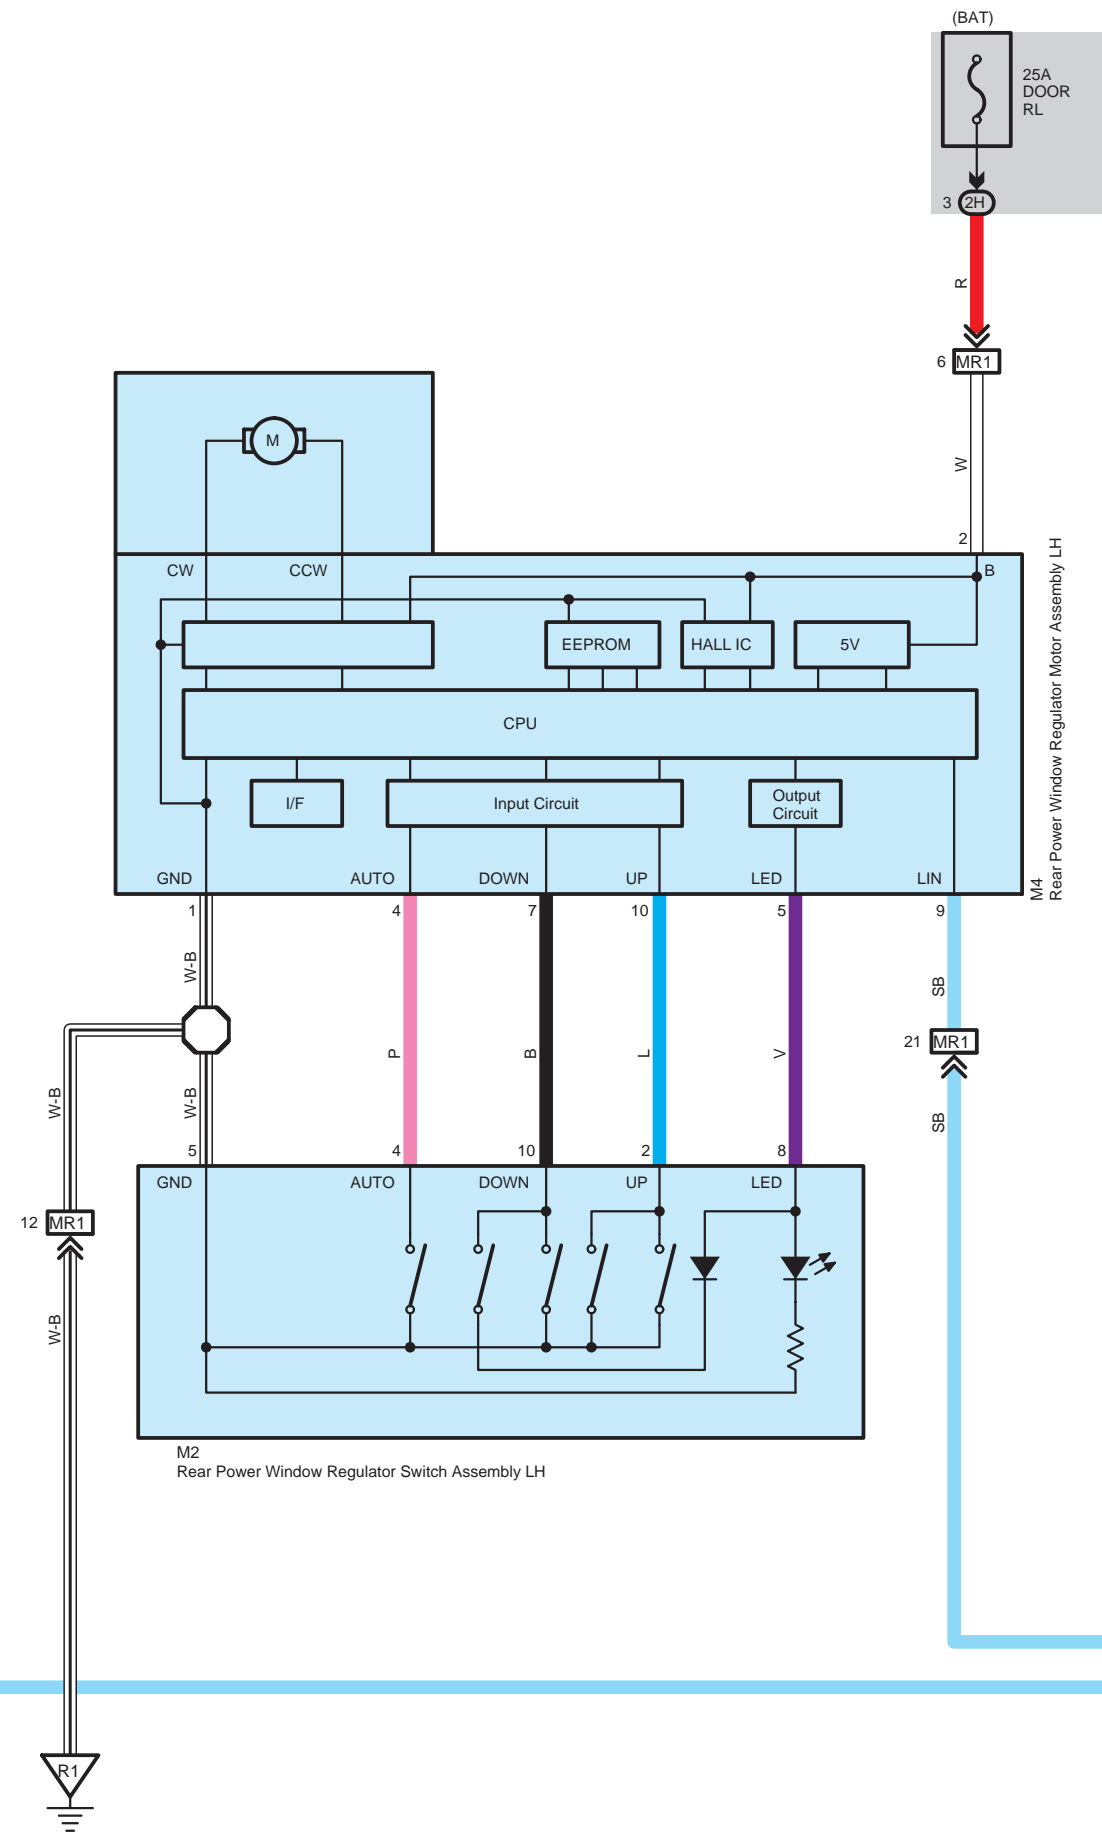 (BAT)
25A
DOOR
RL
3 2H
R
6 MR1
W
2
M
CW CCW B
EEPROM HALL IC 5V
CPU
I/F Input Circuit Output
Circuit
GND AUTO DOWN UP LED LIN
M4
Rear Power Window Regulator Motor Assembly LH
1 4 7 10 5 9
W-B SB
21 MR1
P B L V
W-B W-B SB
5 4 10 2 8
GND AUTO DOWN UP LED
12 MR1
W-B
M2
Rear Power Window Regulator Switch Assembly LH
R1